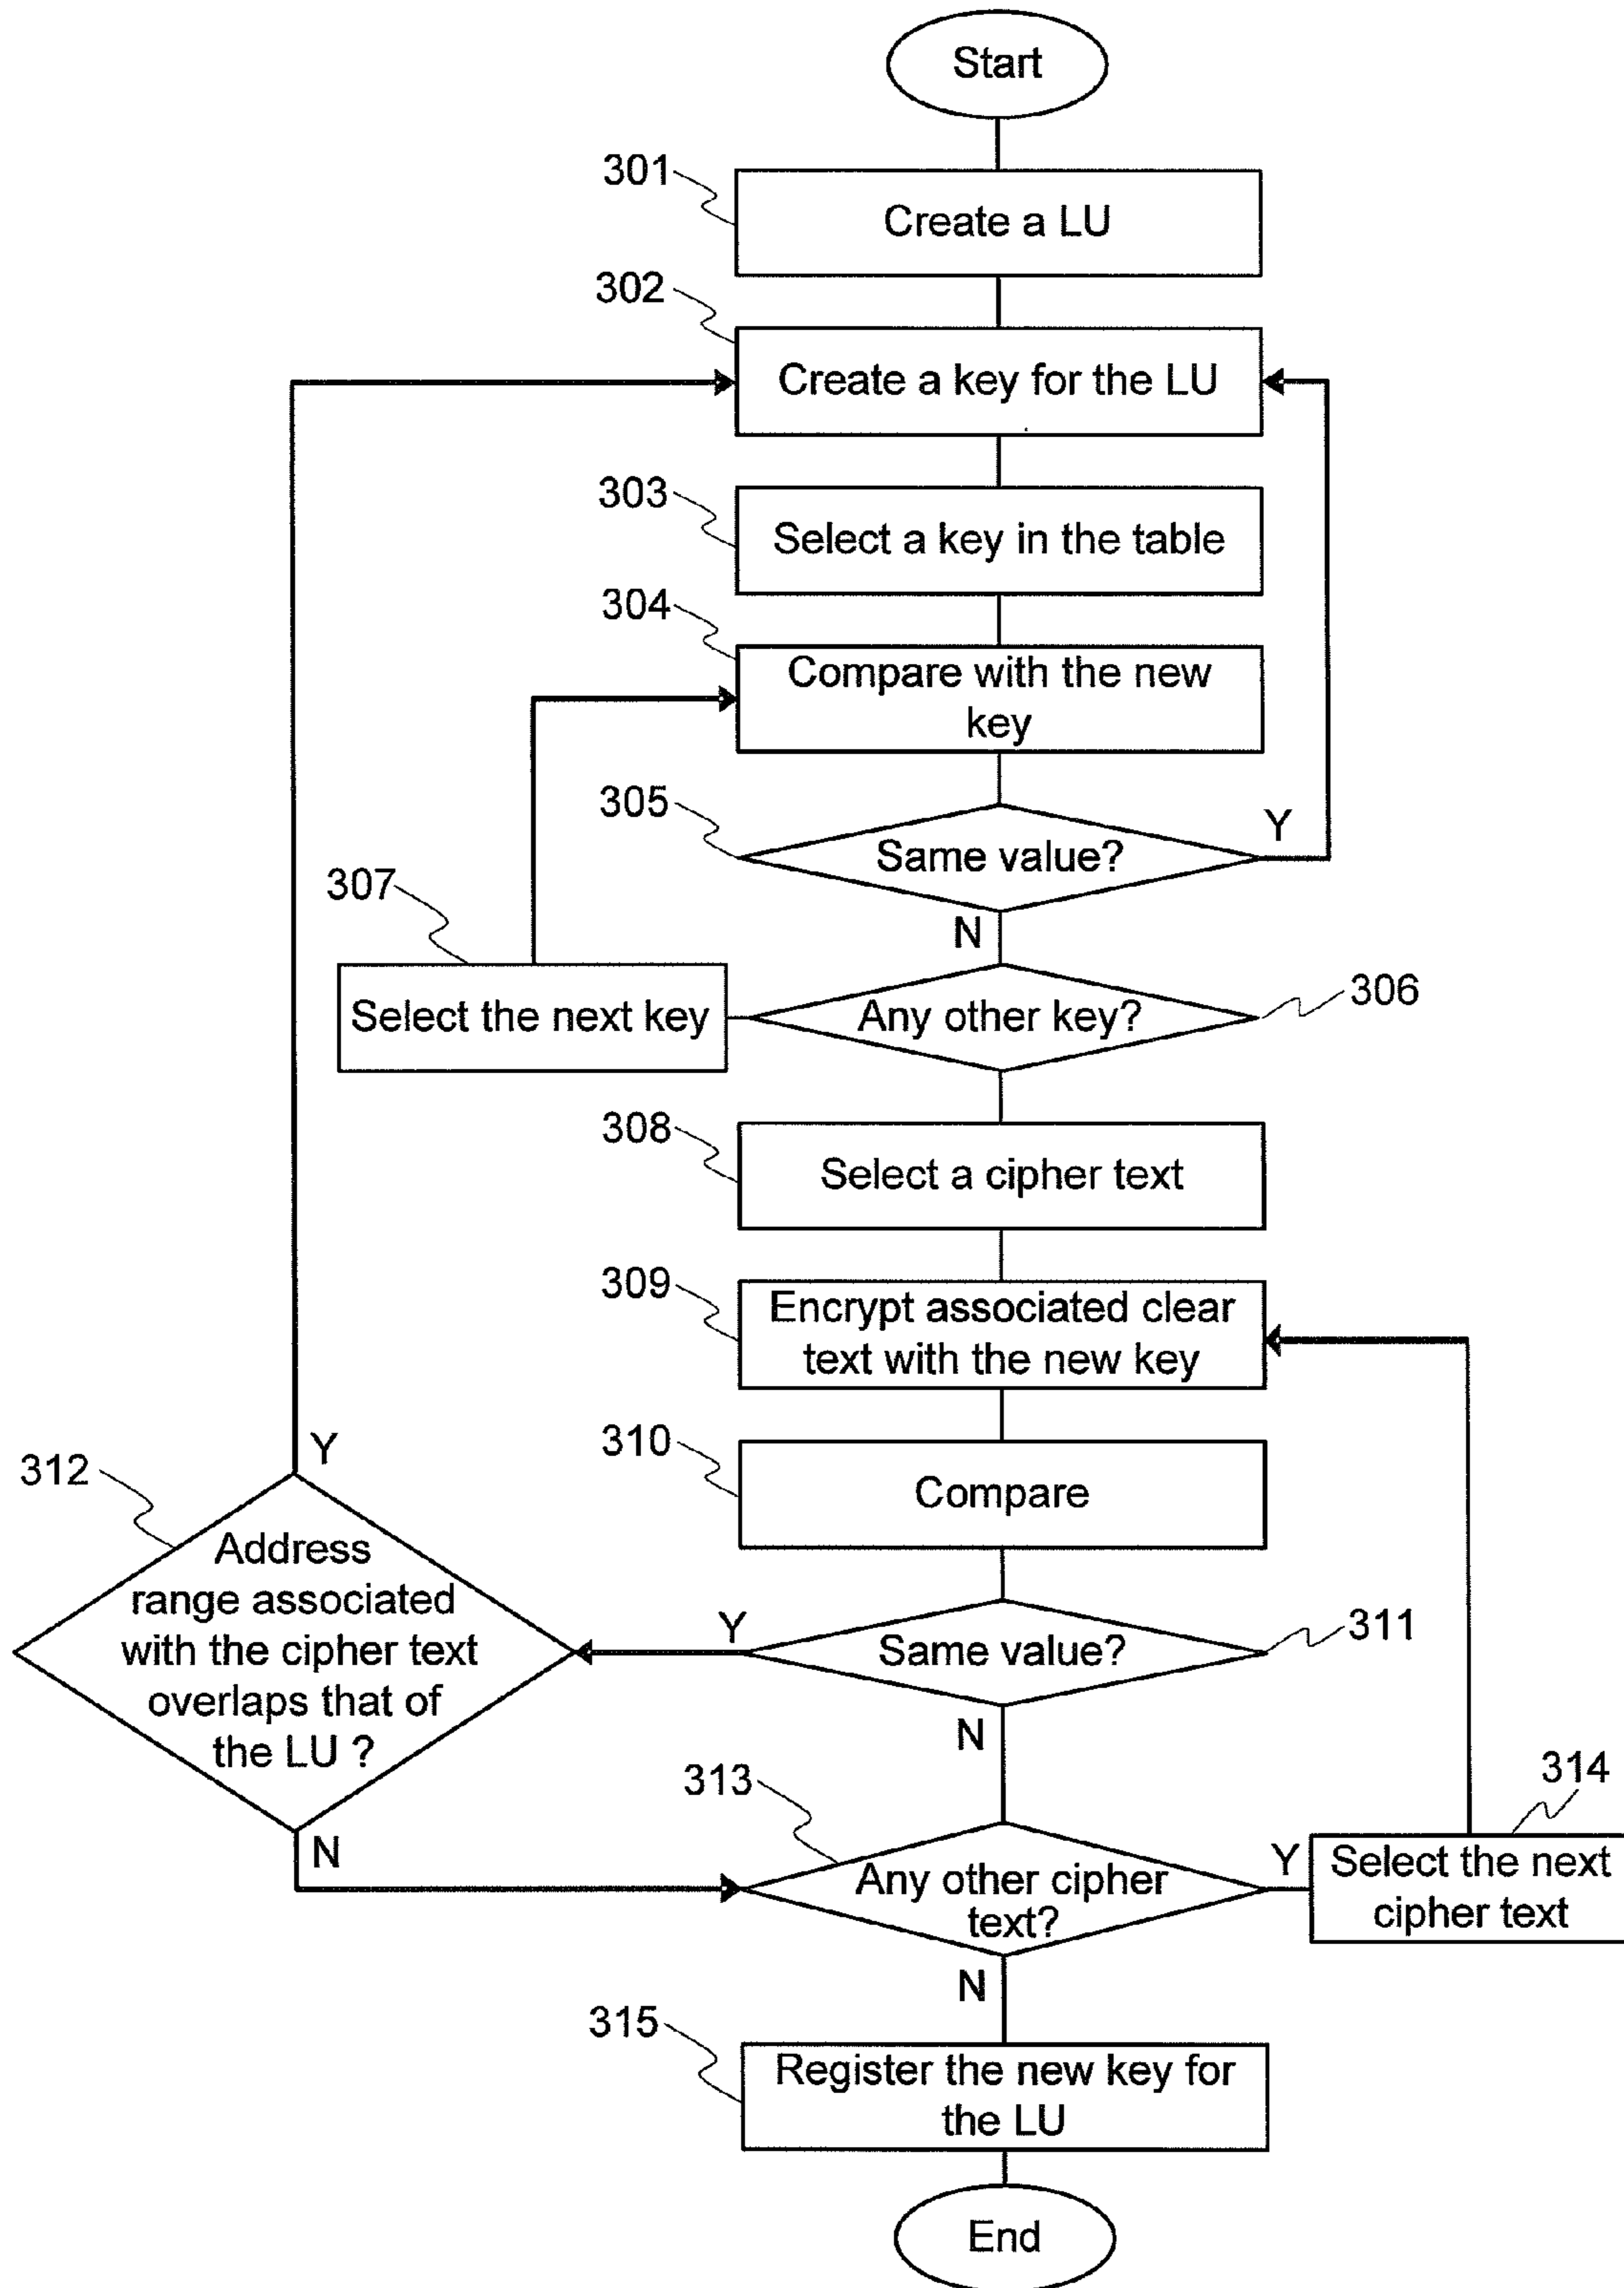 Start
301
Create a LU
302
Create a key for the LU
303
Select a key in the table
304
Compare with the new
key
305
Same value?
Y
N
307
Select the next key
Any other key?
306
308
Select a cipher text
309
Encrypt associated clear
text with the new key
310
Compare
312
Y
Address
range associated
with the cipher text
overlaps that of
the LU ?
Y
Same value?
311
N
N
313
Any other cipher
text?
Y
314
Select the next
cipher text
N
315
Register the new key for
the LU
End